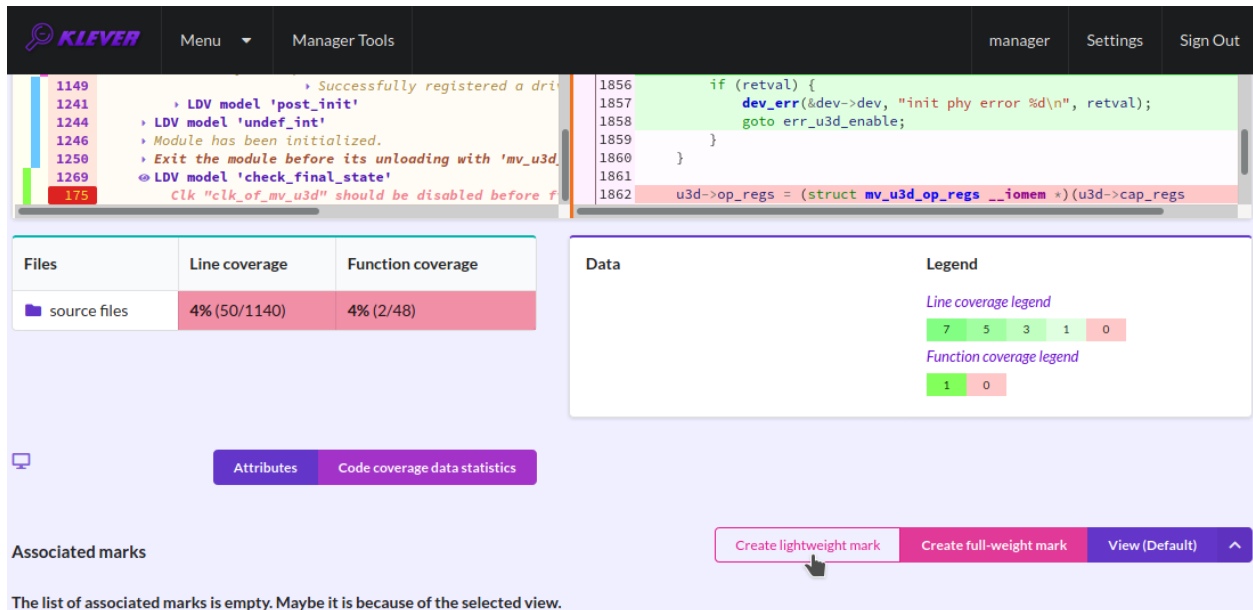 KLEVER Menu Manager Tools manager Settings Sign Out
1149 Successfully registered a dri
1241 LDV model 'post_init'
1244 LDV model 'undef_int'
1246 Module has been initialized.
1250 Exit the module before its unloading with 'mv_u3d_
1269 LDV model 'check_final_state'
175 Clk "clk_of_mv_u3d" should be disabled before f
1856 if (retval) {
1857 dev_err(&dev->dev, "init phy error %d\n", retval);
1858 goto err_u3d_enable;
1859 }
1860 }
1861
1862 u3d->op_regs = (struct mv_u3d_op_regs __iomem *)(u3d->cap_regs
Files Line coverage Function coverage
source files 4% (50/1140) 4% (2/48)
Data Legend
Line coverage legend
7 5 3 1 0
Function coverage legend
1 0
Attributes Code coverage data statistics
Associated marks Create lightweight mark Create full-weight mark View (Default)
The list of associated marks is empty. Maybe it is because of the selected view.